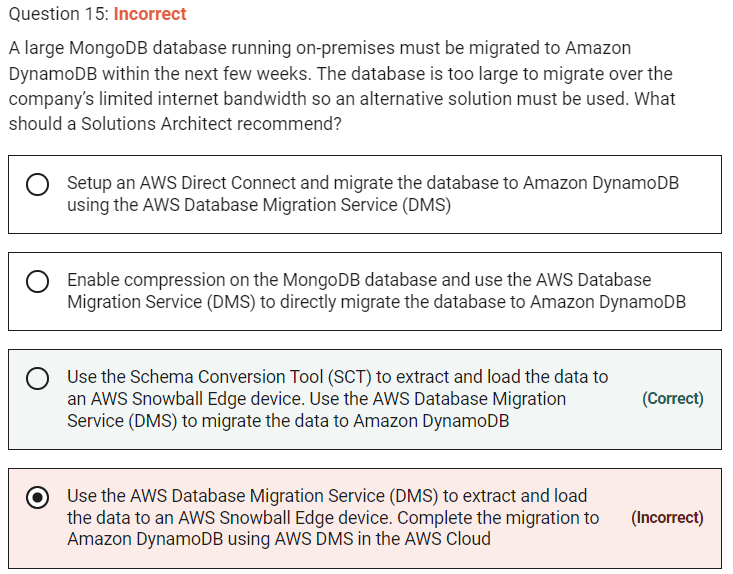 Question 15: Incorrect
A large MongoDB database running on-premises must be migrated to Amazon
DynamoDB within the next few weeks. The database is too large to migrate over the
company's limited internet bandwidth so an alternative solution must be used. What
should a Solutions Architect recommend?
Setup an AWS Direct Connect and migrate the database to Amazon DynamoDB
using the AWS Database Migration Service (DMS)
Enable compression on the MongoDB database and use the AWS Database
Migration Service (DMS) to directly migrate the database to Amazon DynamoDB
Use the Schema Conversion Tool (SCT) to extract and load the data to
an AWS Snowball Edge device. Use the AWS Database Migration
Service (DMS) to migrate the data to Amazon DynamoDB
(Correct)
Use the AWS Database Migration Service (DMS) to extract and load
the data to an AWS Snowball Edge device. Complete the migration to
Amazon DynamoDB using AWS DMS in the AWS Cloud
(Incorrect)